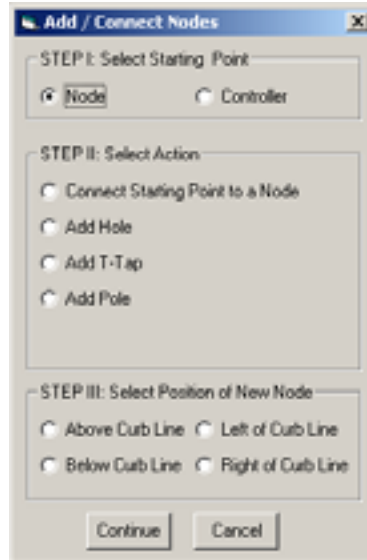 Add / Connect Nodes
STEP I: Select Starting Point
Node Controller
STEP II: Select Action
Connect Starting Point to a Node
Add Hole
Add T-Tap
Add Pole
STEP III: Select Position of New Node
Above Curb Line Left of Curb Line
Below Curb Line Right of Curb Line
Continue Cancel